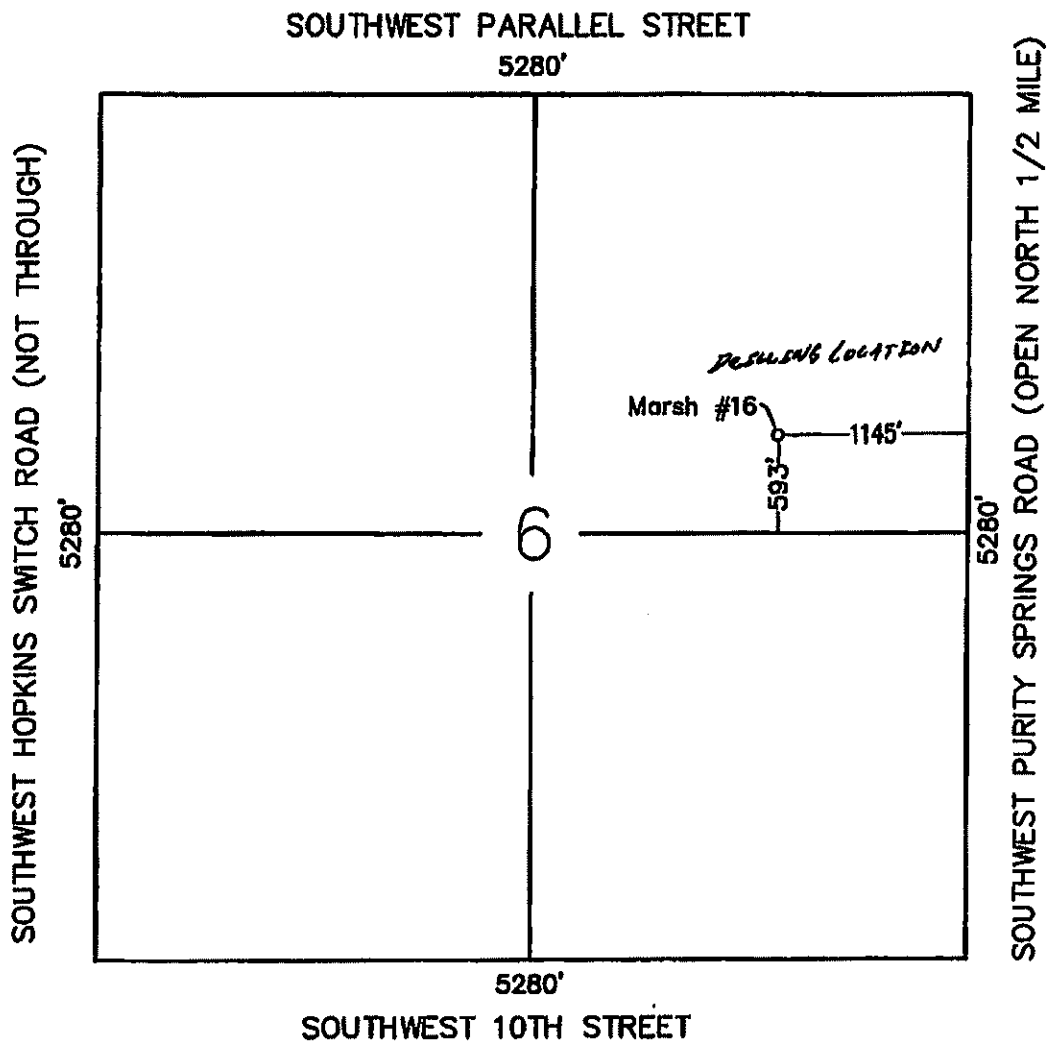 SOUTHWEST PARALLEL STREET
5280'
SOUTHWEST HOPKINS SWITCH ROAD (NOT THROUGH)
5280'
DRILLING LOCATION
Marsh #16
1145'
593'
6
5280'
SOUTHWEST PURITY SPRINGS ROAD (OPEN NORTH 1/2 MILE)
5280'
SOUTHWEST 10TH STREET